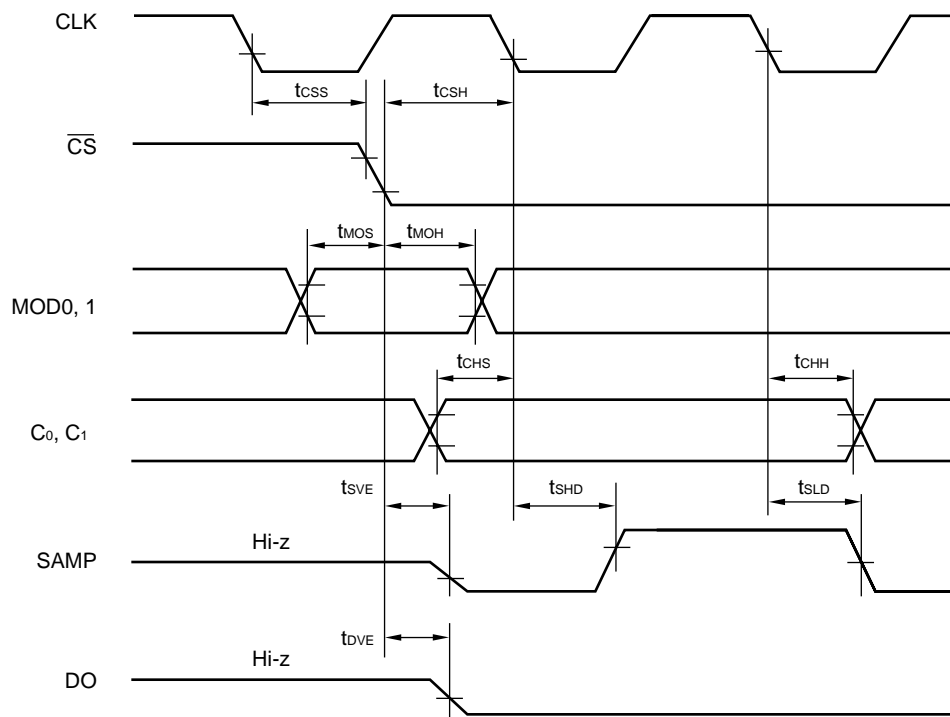 CLK
tCSS
tCSH
C̅S̅
tMOS
tMOH
MOD0, 1
tCHS
tCHH
C0, C1
tSVE
tSHD
tSLD
Hi-z
SAMP
tDVE
Hi-z
DO